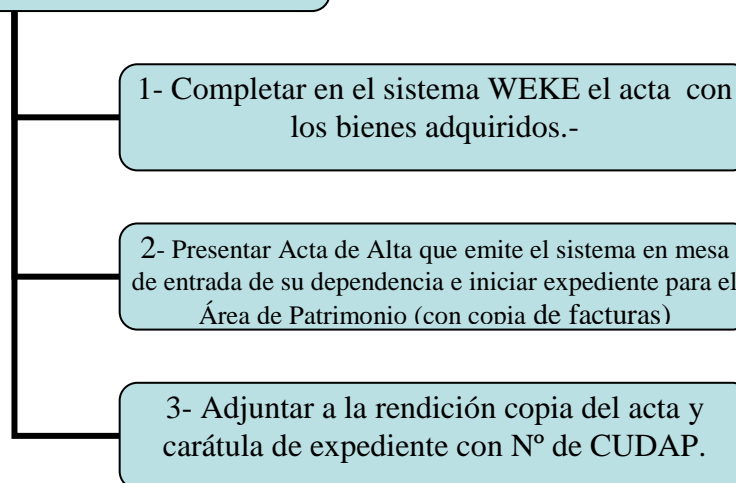 1- Completar en el sistema WEKE el acta con
los bienes adquiridos.-
2- Presentar Acta de Alta que emite el sistema en mesa
de entrada de su dependencia e iniciar expediente para el
Área de Patrimonio (con copia de facturas)
3- Adjuntar a la rendición copia del acta y
carátula de expediente con Nº de CUDAP.